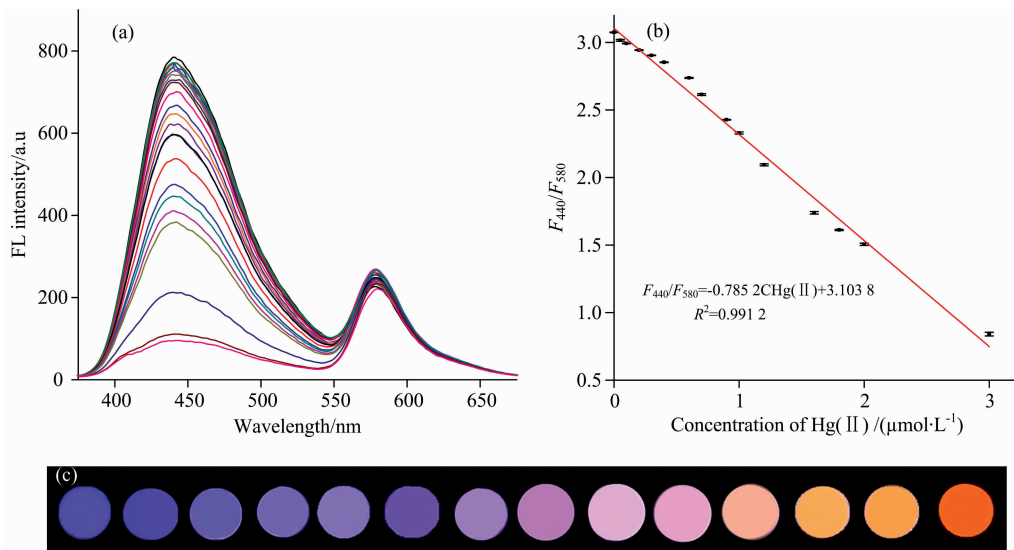 (a)
800
600
400
200
0
400
450
500
550
600
650
FL intensity/a.u
Wavelength/nm
(b)
3.0
2.5
2.0
1.5
1.0
0.5
0
1
2
3
F440/F580
F440/F580=-0.785 2CHg(Ⅱ)+3.103 8
R²=0.991 2
Concentration of Hg(Ⅱ)/(μmol·L⁻¹)
(c)